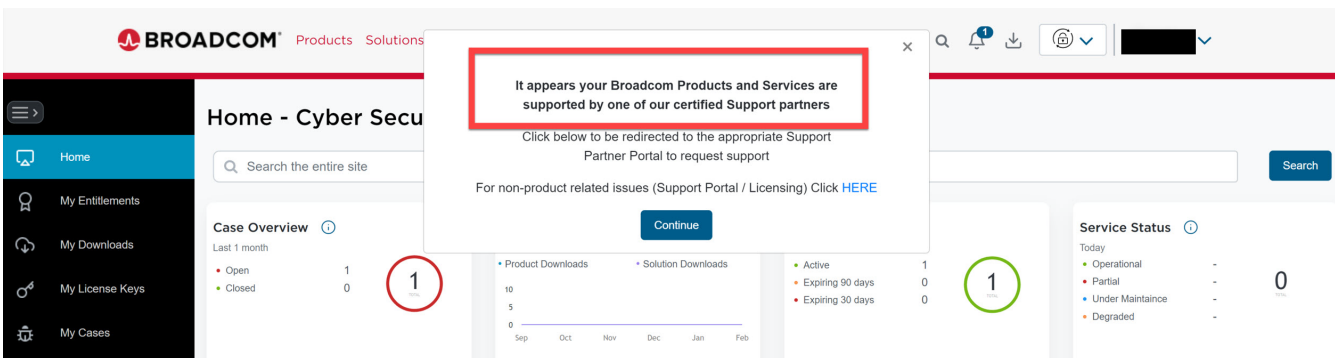 BROADCOM
Products Solutions
1
Home - Cyber Secu
It appears your Broadcom Products and Services are
supported by one of our certified Support partners
Click below to be redirected to the appropriate Support
Partner Portal to request support
For non-product related issues (Support Portal / Licensing) Click HERE
Continue
Home
My Entitlements
My Downloads
My License Keys
My Cases
Search the entire site
Search
Case Overview
Last 1 month
Open 1
Closed 0
1
TOTAL
Product Downloads Solution Downloads
10
5
0
Sep Oct Nov Dec Jan Feb
Active 1
Expiring 90 days 0
Expiring 30 days 0
1
TOTAL
Service Status
Today
Operational -
Partial -
Under Maintaince -
Degraded -
0
TOTAL